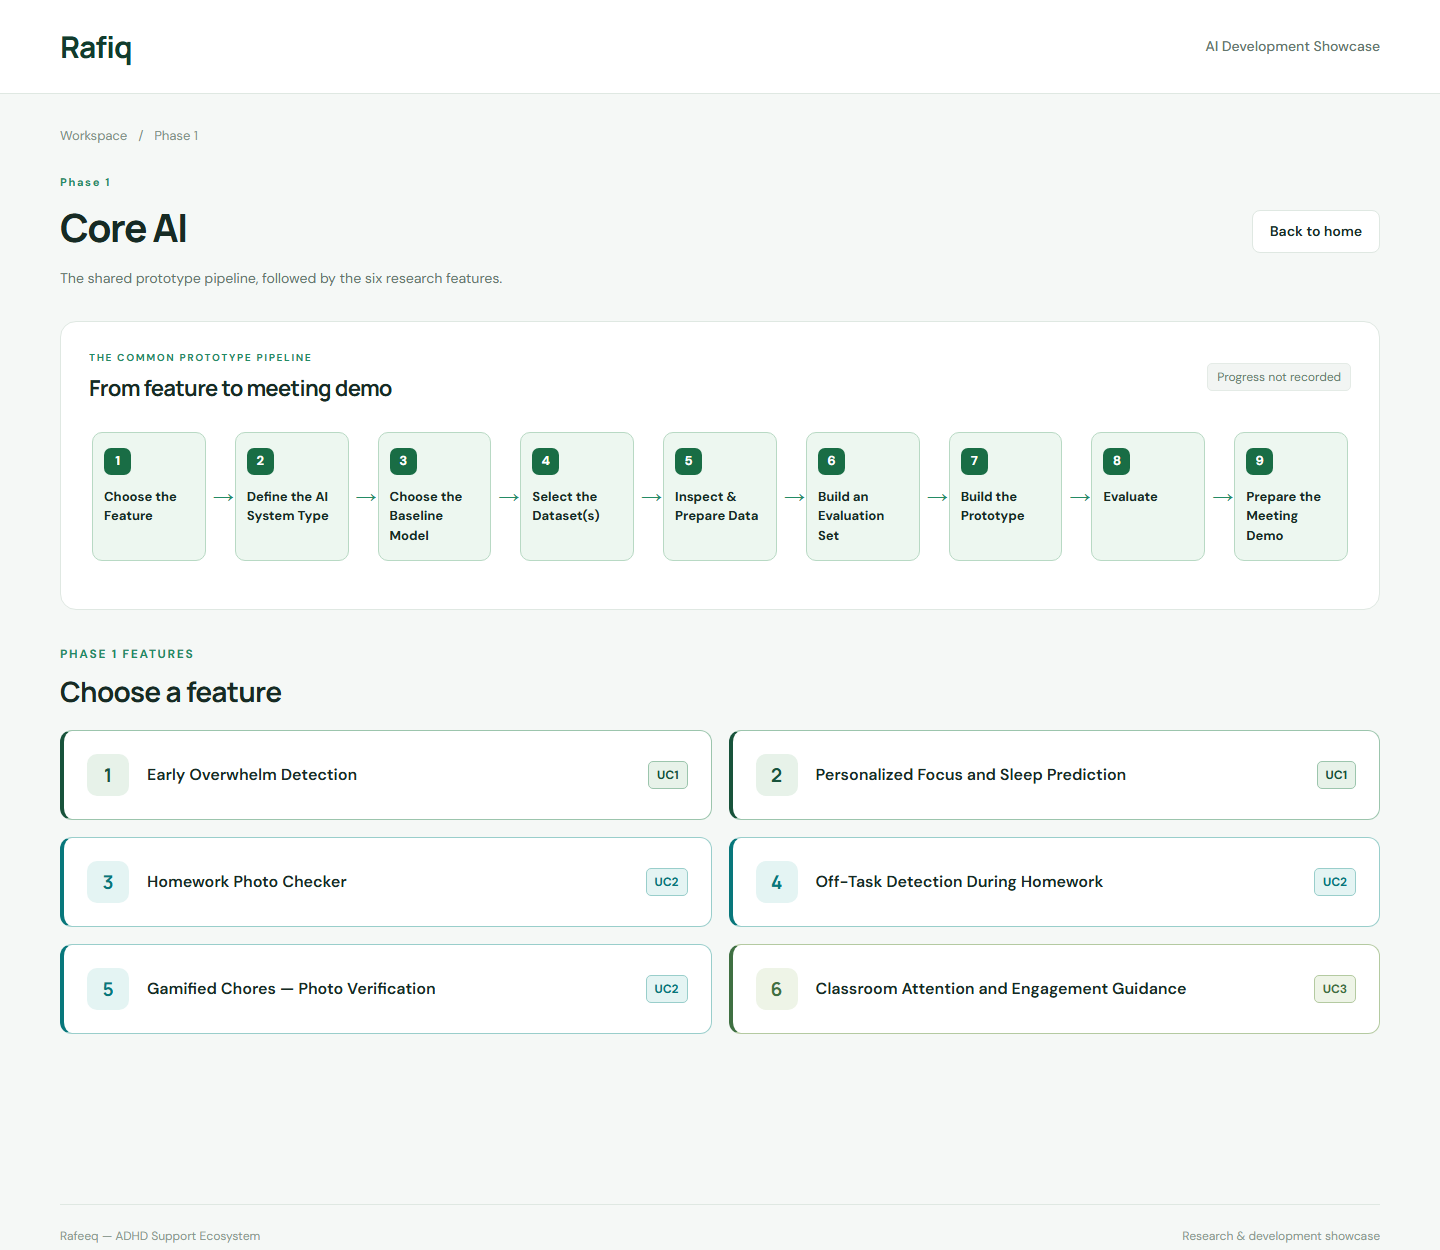 Rafiq
AI Development Showcase
Workspace / Phase 1
Phase 1
Core AI
Back to home
The shared prototype pipeline, followed by the six research features.
THE COMMON PROTOTYPE PIPELINE
From feature to meeting demo
Progress not recorded
1
Choose the
Feature
2
Define the AI
System Type
3
Choose the
Baseline
Model
4
Select the
Dataset(s)
5
Inspect &
Prepare Data
6
Build an
Evaluation
Set
7
Build the
Prototype
8
Evaluate
9
Prepare the
Meeting
Demo
PHASE 1 FEATURES
Choose a feature
1 Early Overwhelm Detection UC1
2 Personalized Focus and Sleep Prediction UC1
3 Homework Photo Checker UC2
4 Off-Task Detection During Homework UC2
5 Gamified Chores — Photo Verification UC2
6 Classroom Attention and Engagement Guidance UC3
Rafeeq — ADHD Support Ecosystem
Research & development showcase